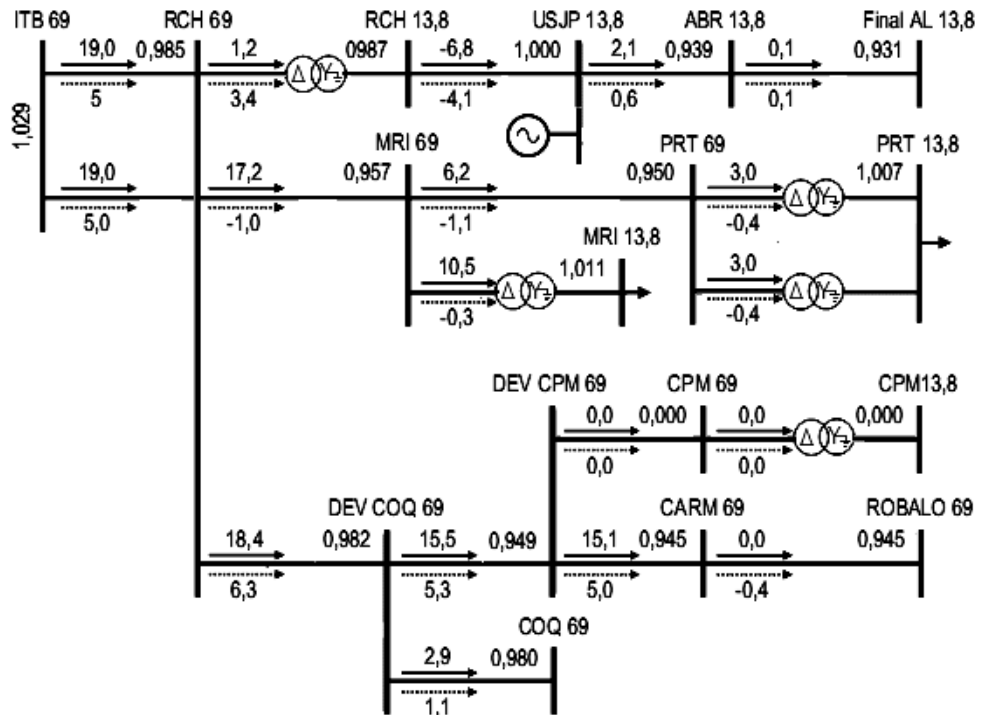 ITB 69 RCH 69 RCH 13,8 USJP 13,8 ABR 13,8 Final AL 13,8
19,0 0,985 1,2 0987 -6,8 1,000 2,1 0,939 0,1 0,931
5 3,4 -4,1 0,6 0,1
1,029
MRI 69 PRT 69 PRT 13,8
19,0 17,2 0,957 6,2 0,950 3,0 1,007
5,0 -1,0 -1,1 -0,4
MRI 13,8
10,5 1,011 3,0
-0,3 -0,4
DEV CPM 69 CPM 69 CPM13,8
0,0 0,000 0,0 0,000
0,0 0,0
DEV COQ 69 CARM 69 ROBALO 69
18,4 0,982 15,5 0,949 15,1 0,945 0,0 0,945
6,3 5,3 5,0 -0,4
COQ 69
2,9 0,980
1,1